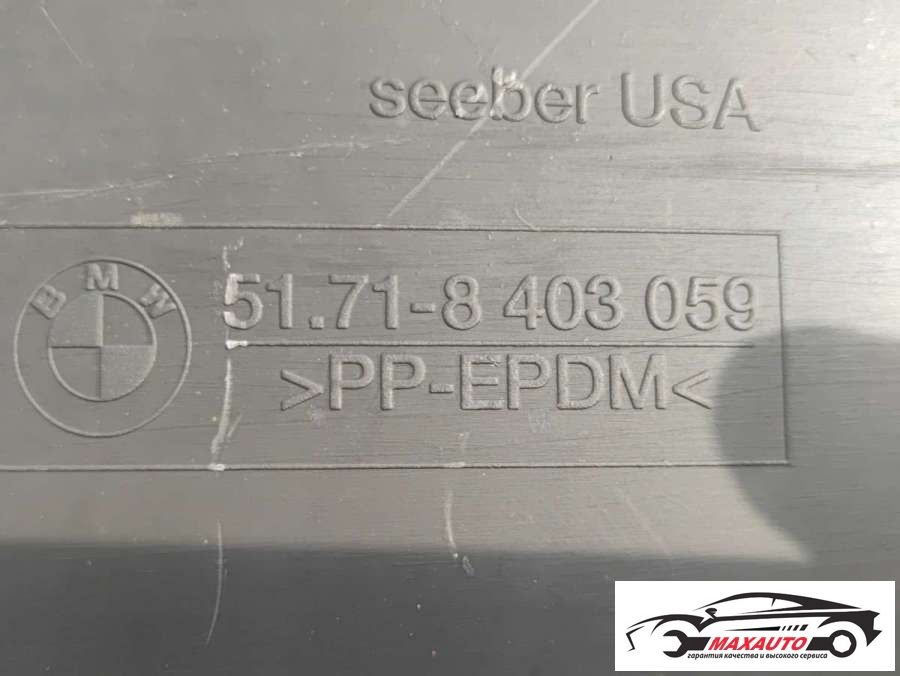 seeber USA
BMW
51.71-8 403 059
>PP-EPDM<
MAXAUTO
гарантия качества и высокого сервиса